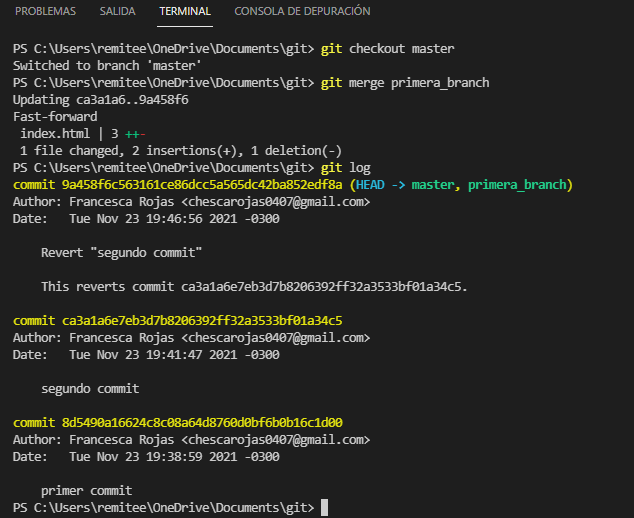 PROBLEMAS SALIDA TERMINAL CONSOLA DE DEPURACIÓN
PS C:\Users\remitee\OneDrive\Documents\git> git checkout master
Switched to branch 'master'
PS C:\Users\remitee\OneDrive\Documents\git> git merge primera_branch
Updating ca3a1a6..9a458f6
Fast-forward
 index.html | 3 ++-
 1 file changed, 2 insertions(+), 1 deletion(-)
PS C:\Users\remitee\OneDrive\Documents\git> git log
commit 9a458f6c563161ce86dcc5a565dc42ba852edf8a (HEAD -> master, primera_branch)
Author: Francesca Rojas <chescarojas0407@gmail.com>
Date:   Tue Nov 23 19:46:56 2021 -0300
    Revert "segundo commit"
    This reverts commit ca3a1a6e7eb3d7b8206392ff32a3533bf01a34c5.
commit ca3a1a6e7eb3d7b8206392ff32a3533bf01a34c5
Author: Francesca Rojas <chescarojas0407@gmail.com>
Date:   Tue Nov 23 19:41:47 2021 -0300
    segundo commit
commit 8d5490a16624c8c08a64d8760d0bf6b0b16c1d00
Author: Francesca Rojas <chescarojas0407@gmail.com>
Date:   Tue Nov 23 19:38:59 2021 -0300
    primer commit
PS C:\Users\remitee\OneDrive\Documents\git>